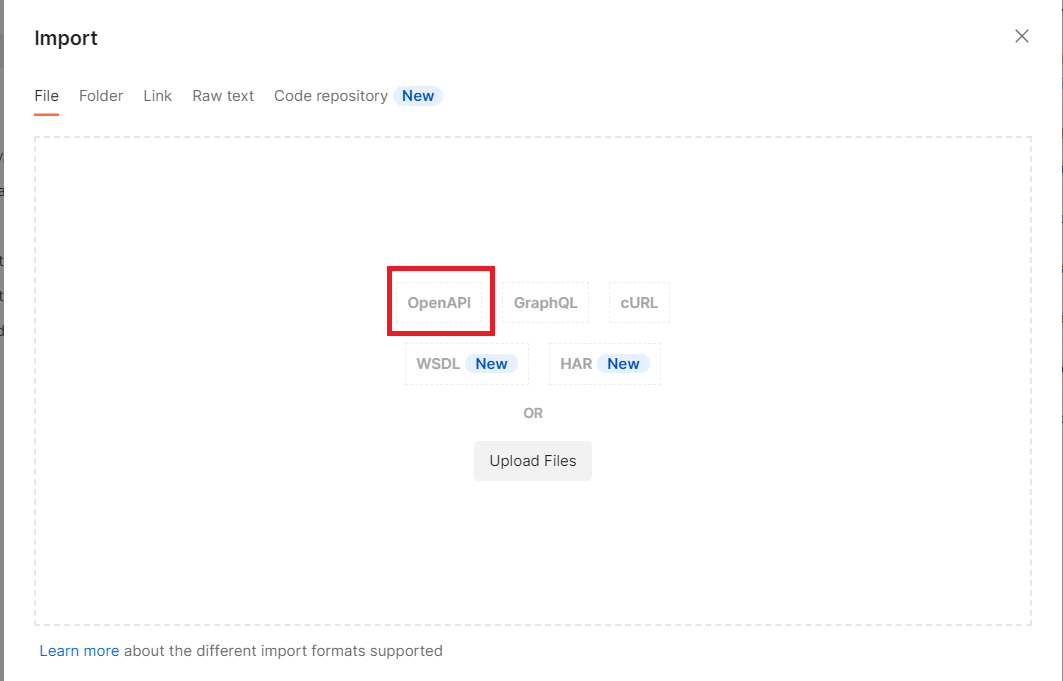 Import
File Folder Link Raw text Code repository New
OpenAPI GraphQL cURL
WSDL New HAR New
OR
Upload Files
Learn more about the different import formats supported